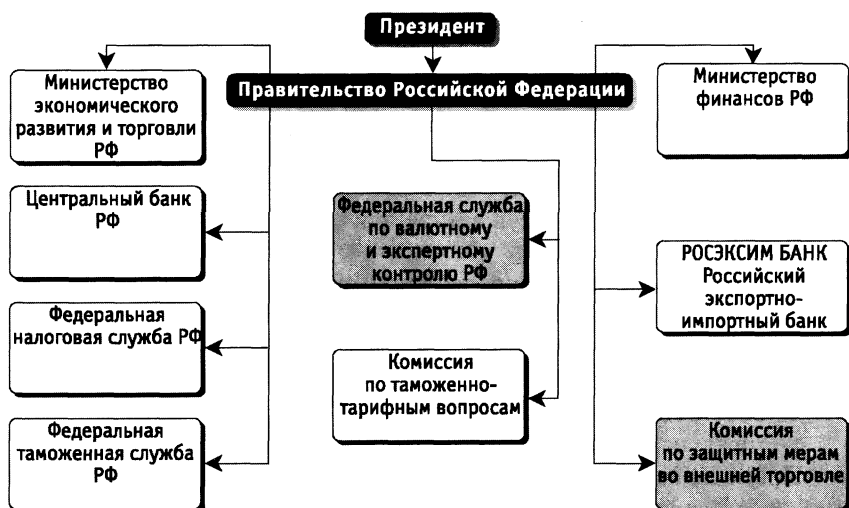 Президент
Правительство Российской Федерации
Министерство
экономического
развития и торговли
РФ
Центральный банк
РФ
Федеральная
налоговая служба РФ
Федеральная
таможенная служба
РФ
Федеральная служба
по валютному
и экспертному
контролю РФ
Комиссия
по таможенно-
тарифным вопросам
Министерство
финансов РФ
РОСЭКСИМ БАНК
Российский
экспортно-
импортный банк
Комиссия
по защитным мерам
во внешней торговле